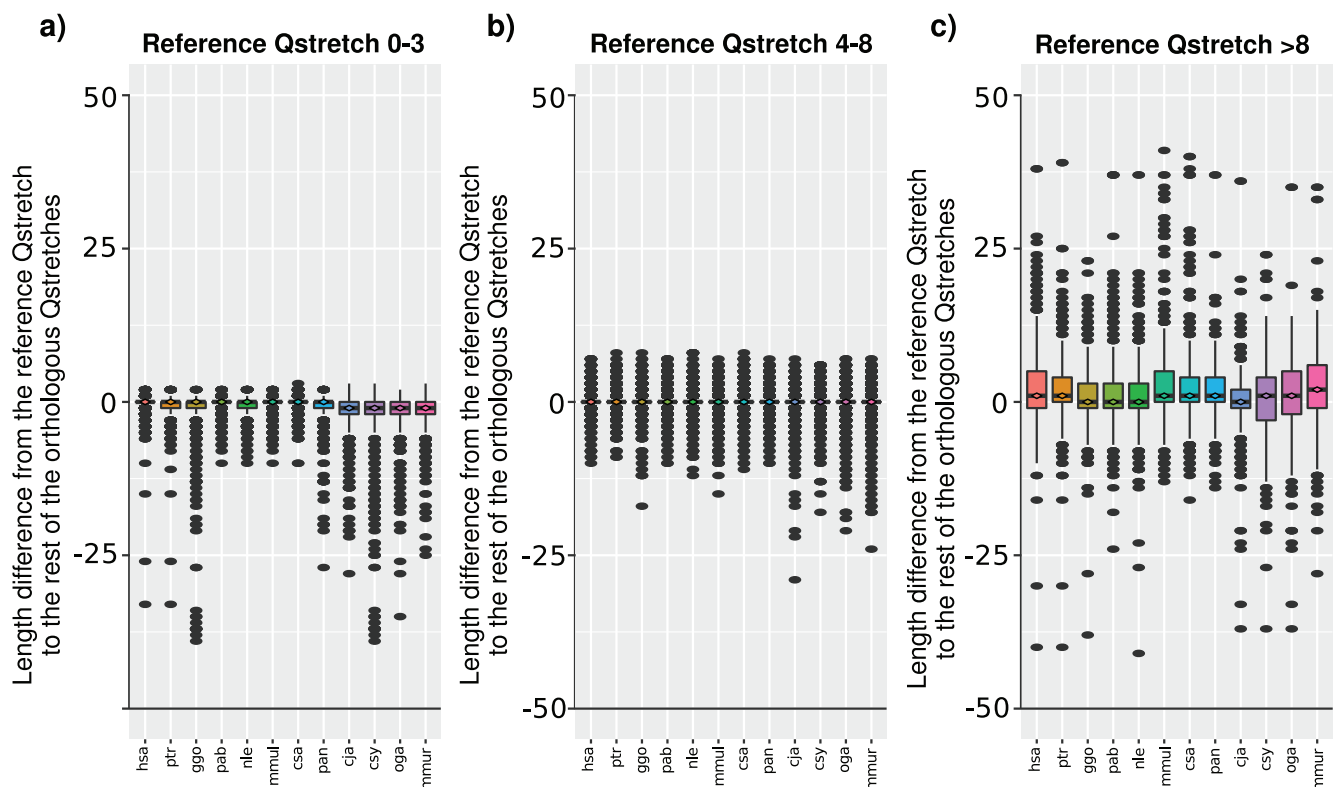 a)
Reference Qstretch 0-3
Length difference from the reference Qstretch
to the rest of the orthologous Qstretches
50
25
0
-25
hsa
ptr
ggo
pab
nle
mmul
csa
pan
cja
csy
oga
mmur
b)
Reference Qstretch 4-8
Length difference from the reference Qstretch
to the rest of the orthologous Qstretches
50
25
0
-25
-50
hsa
ptr
ggo
pab
nle
mmul
csa
pan
cja
csy
oga
mmur
c)
Reference Qstretch >8
Length difference from the reference Qstretch
to the rest of the orthologous Qstretches
50
25
0
-25
-50
hsa
ptr
ggo
pab
nle
mmul
csa
pan
cja
csy
oga
mmur